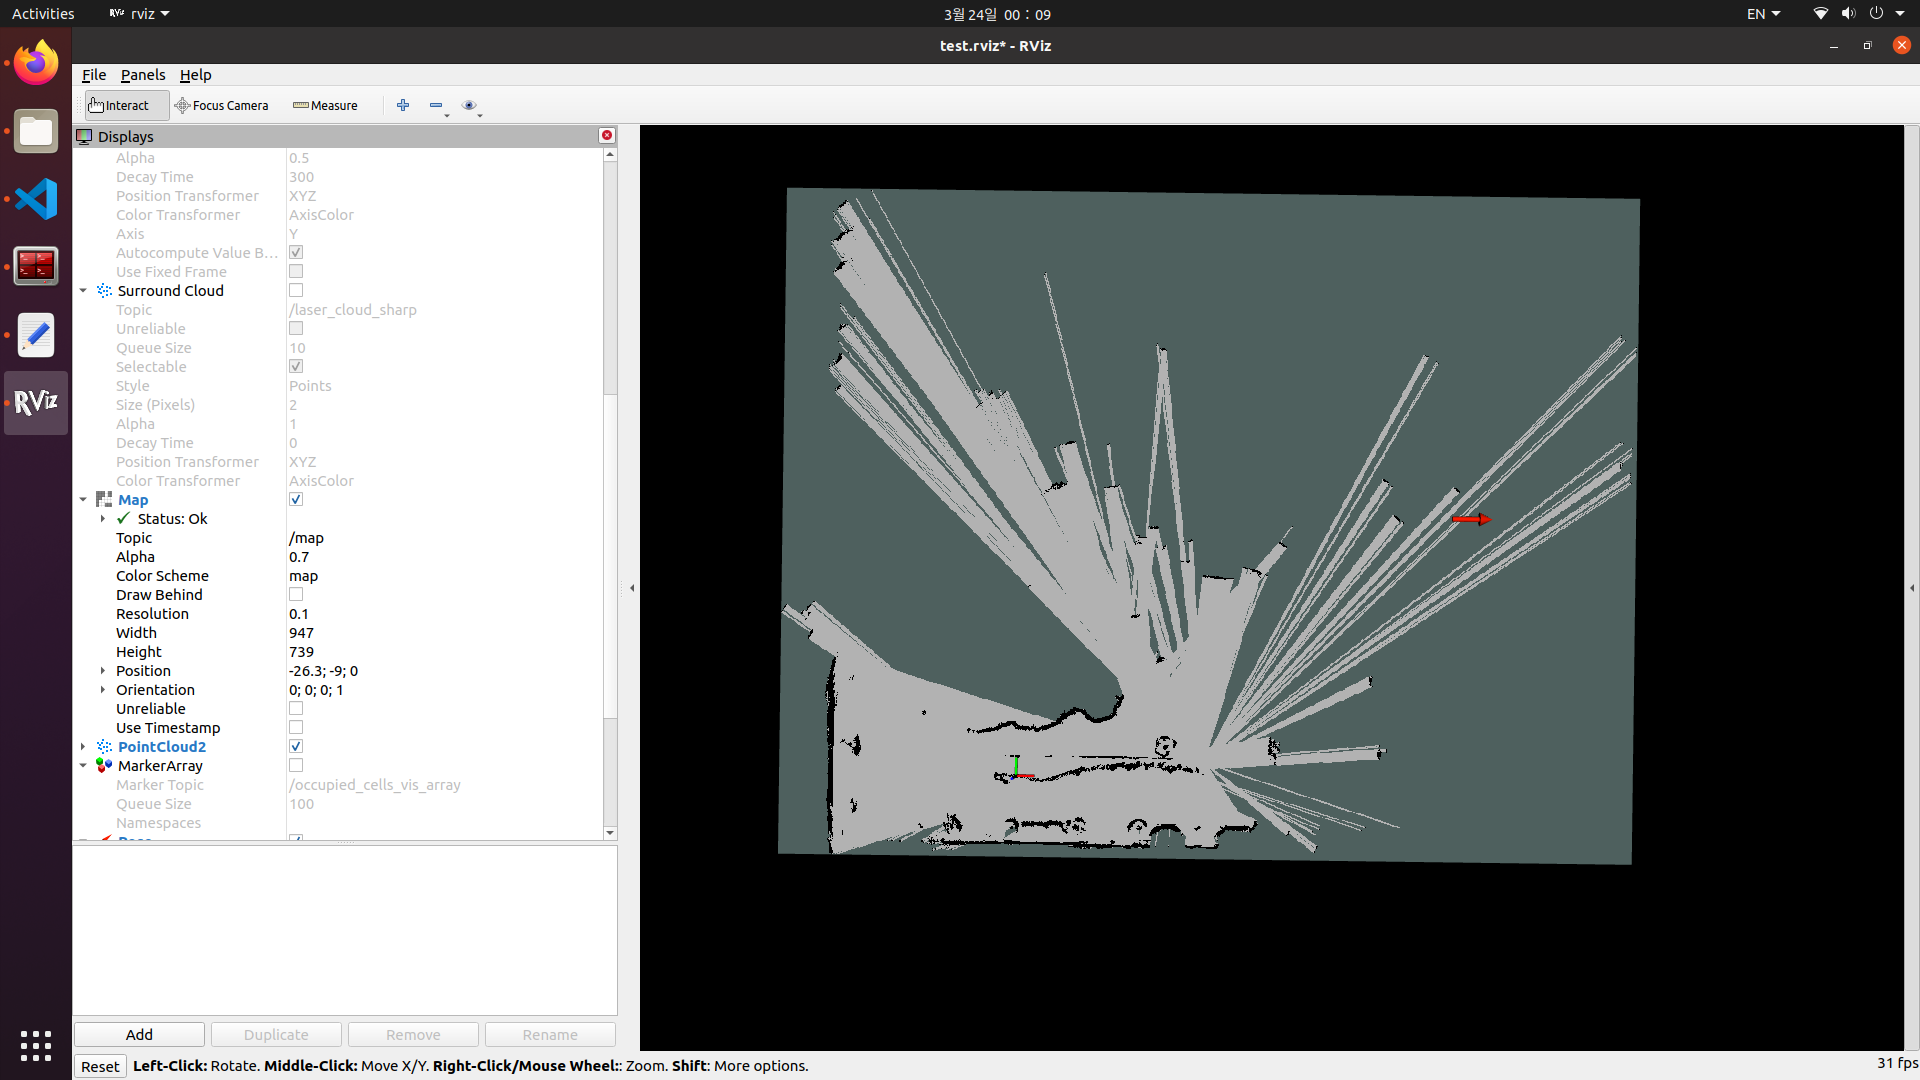 Activities
rviz
3월 24일 00 : 09
EN
test.rviz* - RViz
File Panels Help
Interact Focus Camera Measure
Displays
Alpha 0.5
Decay Time 300
Position Transformer XYZ
Color Transformer AxisColor
Axis Y
Autocompute Value B...
Use Fixed Frame
Surround Cloud
Topic /laser_cloud_sharp
Unreliable
Queue Size 10
Selectable
Style Points
Size (Pixels) 2
Alpha 1
Decay Time 0
Position Transformer XYZ
Color Transformer AxisColor
Map
Status: Ok
Topic /map
Alpha 0.7
Color Scheme map
Draw Behind
Resolution 0.1
Width 947
Height 739
Position -26.3; -9; 0
Orientation 0; 0; 0; 1
Unreliable
Use Timestamp
PointCloud2
MarkerArray
Marker Topic /occupied_cells_vis_array
Queue Size 100
Namespaces
RViz
Add Duplicate Remove Rename
Reset Left-Click: Rotate. Middle-Click: Move X/Y. Right-Click/Mouse Wheel:: Zoom. Shift: More options.
31 fps